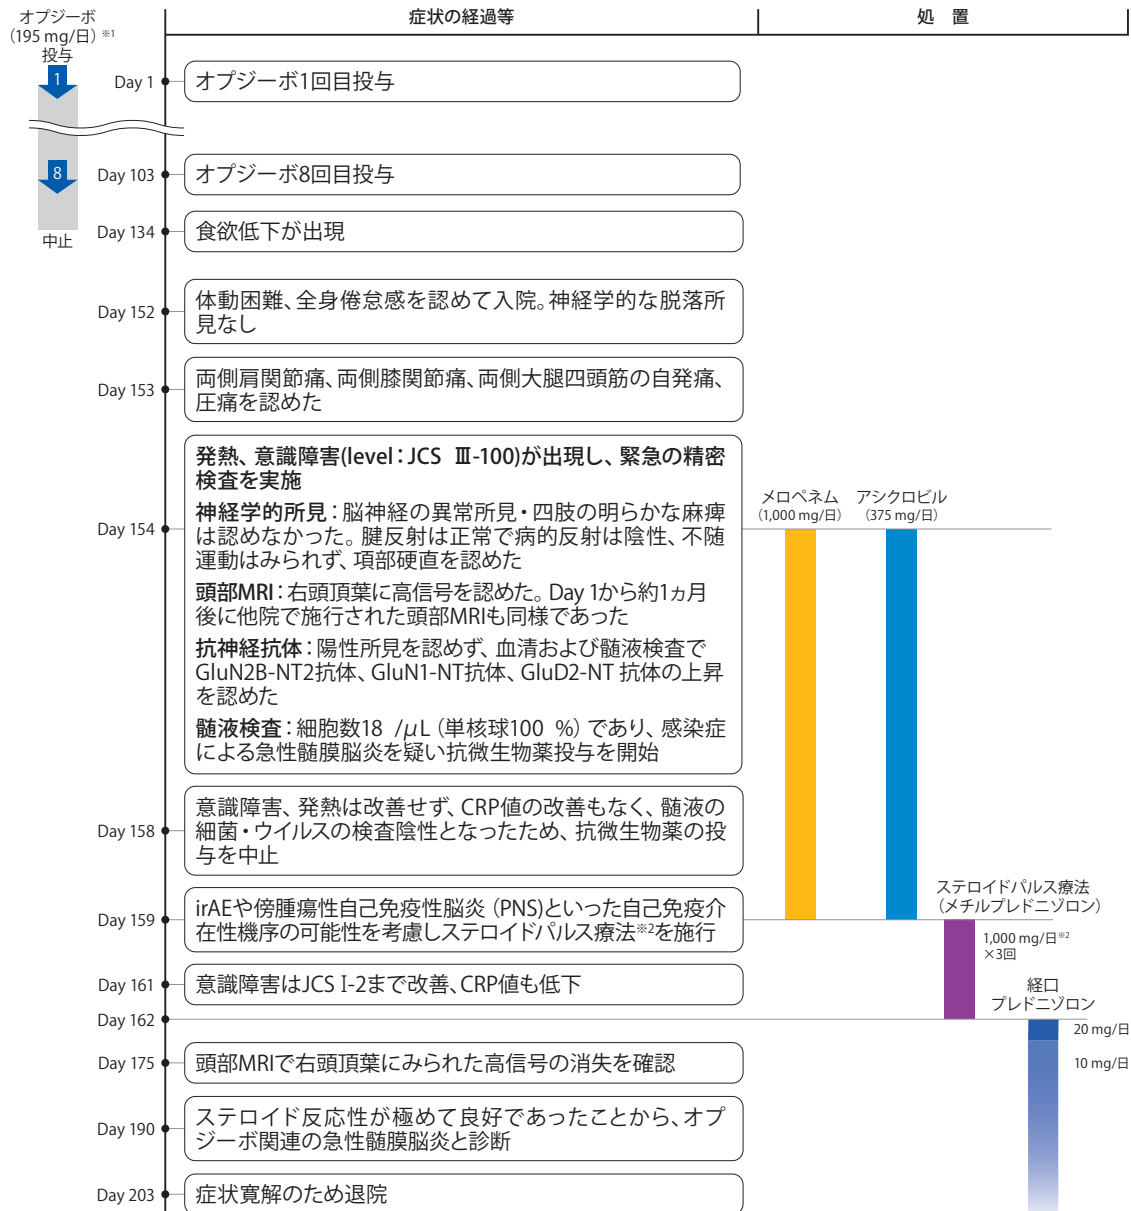 オプジーボ
（195 mg/日）※1
投与
症状の経過等
処 置
1
Day 1
オプジーボ1回目投与
8
Day 103
オプジーボ8回目投与
中止
Day 134
食欲低下が出現
Day 152
体動困難、全身倦怠感を認めて入院。神経学的な脱落所
見なし
Day 153
両側肩関節痛、両側膝関節痛、両側大腿四頭筋の自発痛、
圧痛を認めた
Day 154
発熱、意識障害(level：JCS Ⅲ-100)が出現し、緊急の精密
検査を実施
神経学的所見：脳神経の異常所見・四肢の明らかな麻痺
は認めなかった。腱反射は正常で病的反射は陰性、不随
運動はみられず、項部硬直を認めた
頭部MRI：右頭頂葉に高信号を認めた。Day 1から約1ヵ月
後に他院で施行された頭部MRIも同様であった
抗神経抗体：陽性所見を認めず、血清および髄液検査で
GluN2B-NT2抗体、GluN1-NT抗体、GluD2-NT 抗体の上昇
を認めた
髄液検査：細胞数18 /μL（単核球100 %）であり、感染症
による急性髄膜脳炎を疑い抗微生物薬投与を開始
メロペネム
（1,000 mg/日）
アシクロビル
（375 mg/日）
Day 158
意識障害、発熱は改善せず、CRP値の改善もなく、髄液の
細菌・ウイルスの検査陰性となったため、抗微生物薬の投
与を中止
Day 159
irAEや傍腫瘍性自己免疫性脳炎（PNS)といった自己免疫介
在性機序の可能性を考慮しステロイドパルス療法※2を施行
ステロイドパルス療法
（メチルプレドニゾロン）
1,000 mg/日※2
×3回
Day 161
意識障害はJCS Ⅰ-2まで改善、CRP値も低下
Day 162
経口
プレドニゾロン
20 mg/日
10 mg/日
Day 175
頭部MRIで右頭頂葉にみられた高信号の消失を確認
Day 190
ステロイド反応性が極めて良好であったことから、オプ
ジーボ関連の急性髄膜脳炎と診断
Day 203
症状寛解のため退院